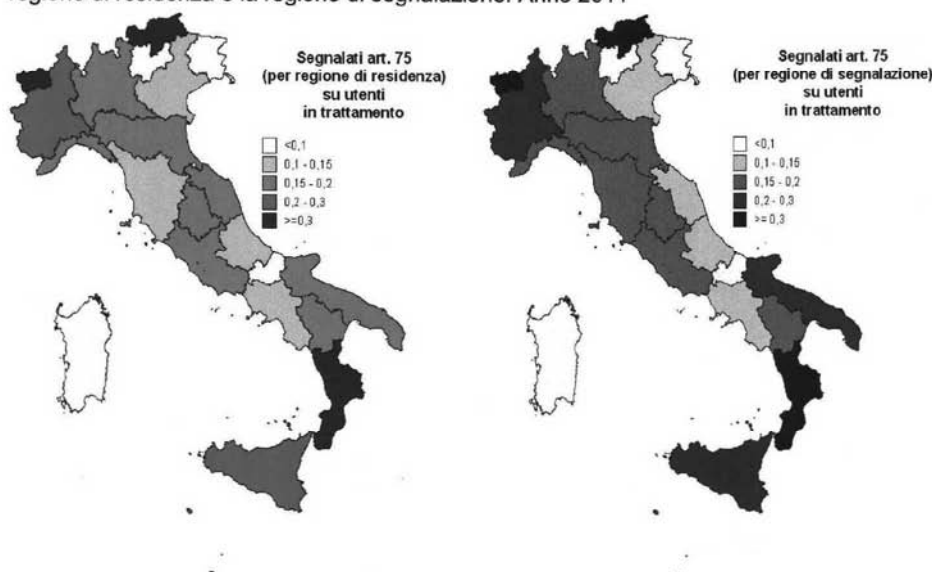 regione di residenza e la regione di segnalazione. Anno 2011
Segnalati art. 75
(per regione di residenza)
su utenti
in trattamento
<0,1
0,1 - 0,15
0,15 - 0,2
0,2 - 0,3
>=0,3
Segnalati art. 75
(per regione di segnalazione)
su utenti
in trattamento
<0,1
0,1 - 0,15
0,15 - 0,2
0,2 - 0,3
>=0,3